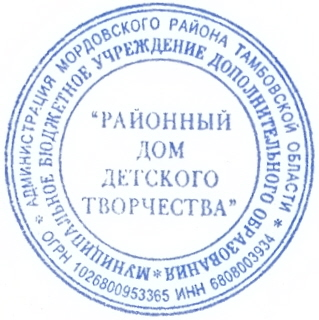 * АДМИНИСТРАЦИЯ МОРДОВСКОГО РАЙОНА ТАМБОВСКОЙ ОБЛАСТИ *
ОГРН 1026800953365 ИНН 6808003934
* МУНИЦИПАЛЬНОЕ БЮДЖЕТНОЕ УЧРЕЖДЕНИЕ ДОПОЛНИТЕЛЬНОГО ОБРАЗОВАНИЯ
"РАЙОННЫЙ
ДОМ
ДЕТСКОГО
ТВОРЧЕСТВА"